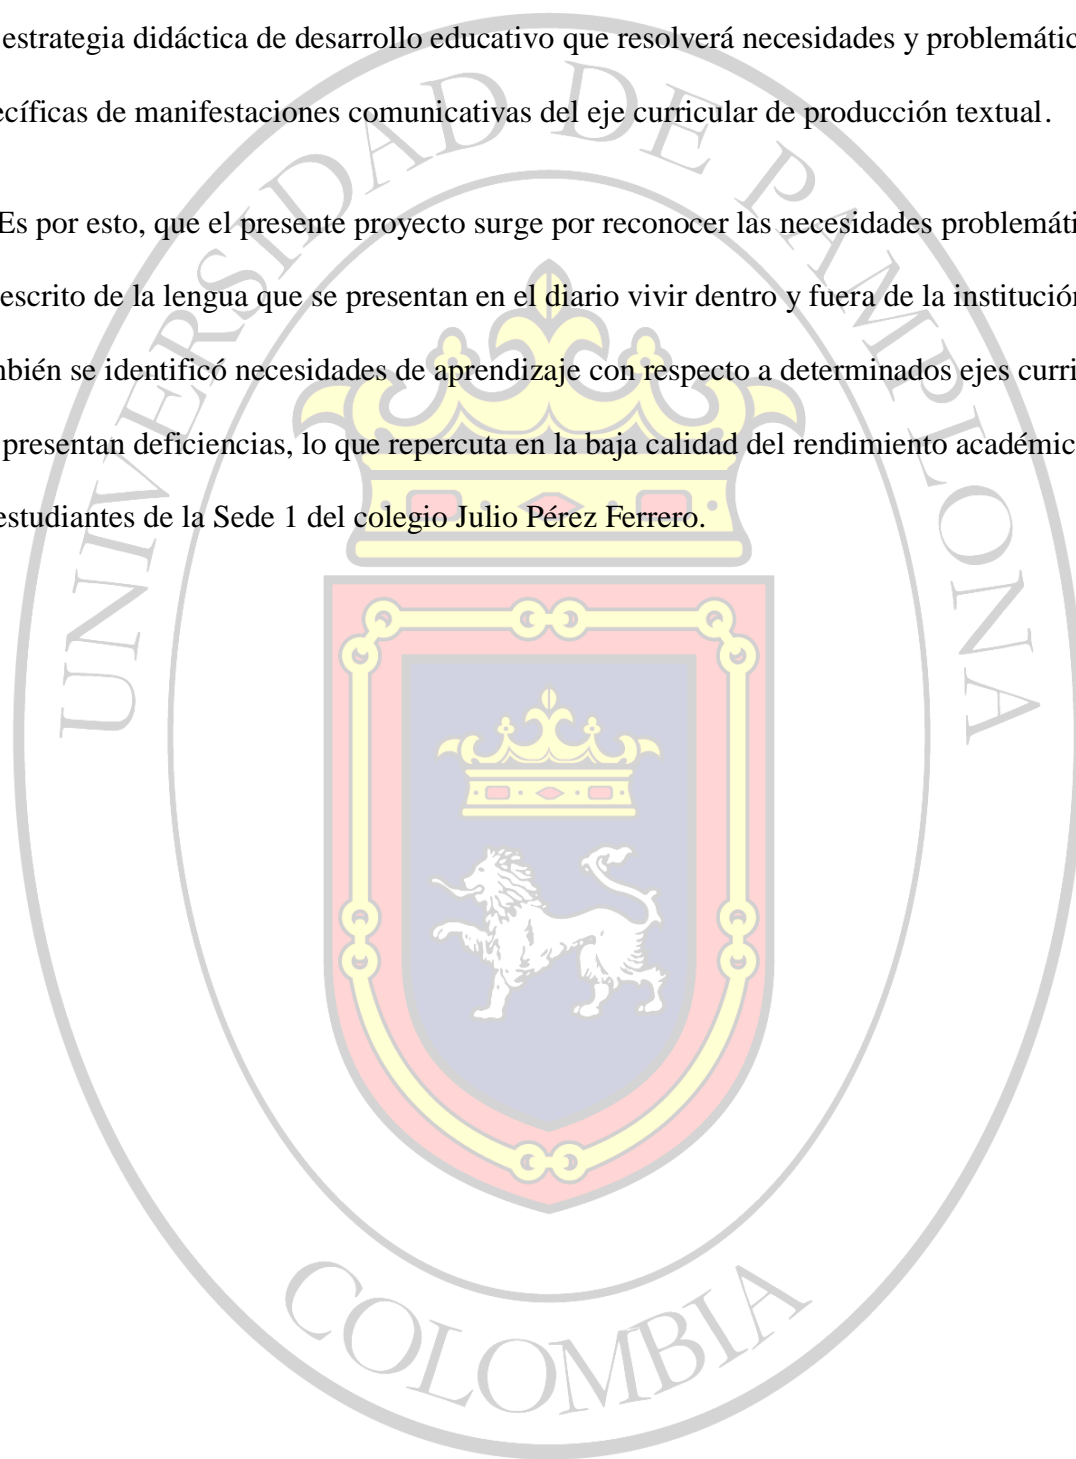 estrategia didáctica de desarrollo educativo que resolverá necesidades y problemátic
ecíficas de manifestaciones comunicativas del eje curricular de producción textual.
Es por esto, que el presente proyecto surge por reconocer las necesidades problemáti
escrito de la lengua que se presentan en el diario vivir dentro y fuera de la institución
mbién se identificó necesidades de aprendizaje con respecto a determinados ejes curri
presentan deficiencias, lo que repercuta en la baja calidad del rendimiento académic
estudiantes de la Sede 1 del colegio Julio Pérez Ferrero.
UNIVERSIDAD DE PAMPLONA
COLOMBIA